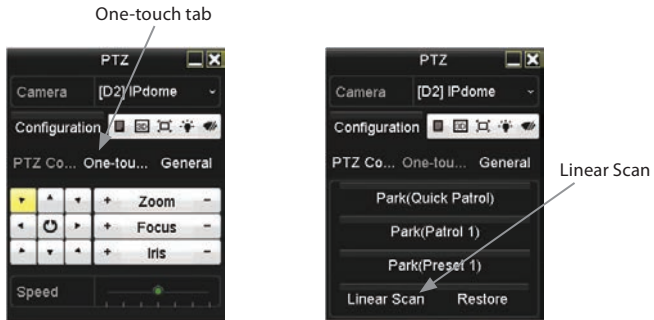 One-touch tab
PTZ
Camera [D2] IPdome
Configuration
PTZ Co... One-tou... General
+ Zoom -
+ Focus -
+ Iris -
Speed
PTZ
Camera [D2] IPdome
Configuration
PTZ Co... One-tou... General
Park(Quick Patrol)
Park(Patrol 1)
Park(Preset 1)
Linear Scan Restore
Linear Scan